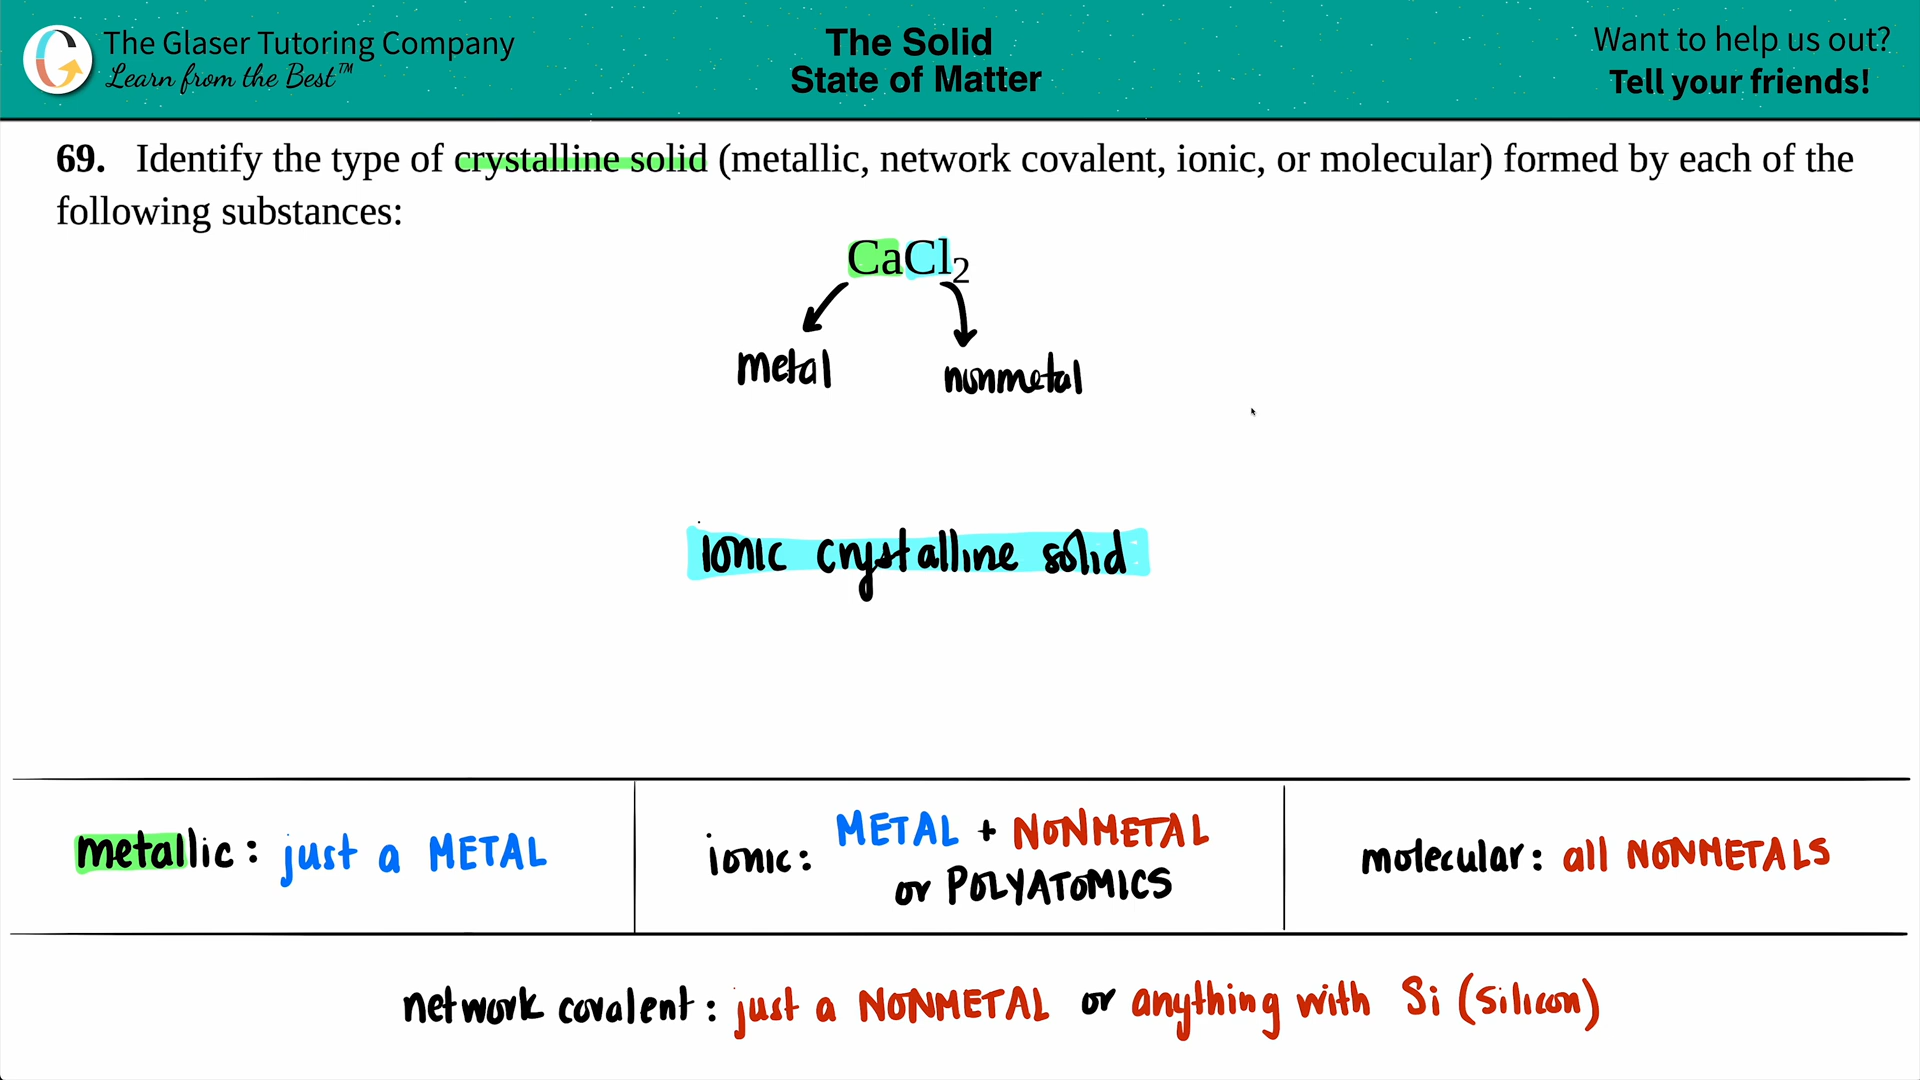 The Glaser Tutoring Company
Learn from the Best™
The Solid
State of Matter
Want to help us out?
Tell your friends!
69. Identify the type of crystalline solid (metallic, network covalent, ionic, or molecular) formed by each of the
following substances:
CaCl₂
metal
nonmetal
ionic crystalline solid
metallic: just a METAL
ionic: METAL + NONMETAL
or POLYATOMICS
molecular: all NONMETALS
network covalent: just a NONMETAL or anything with Si (silicon)